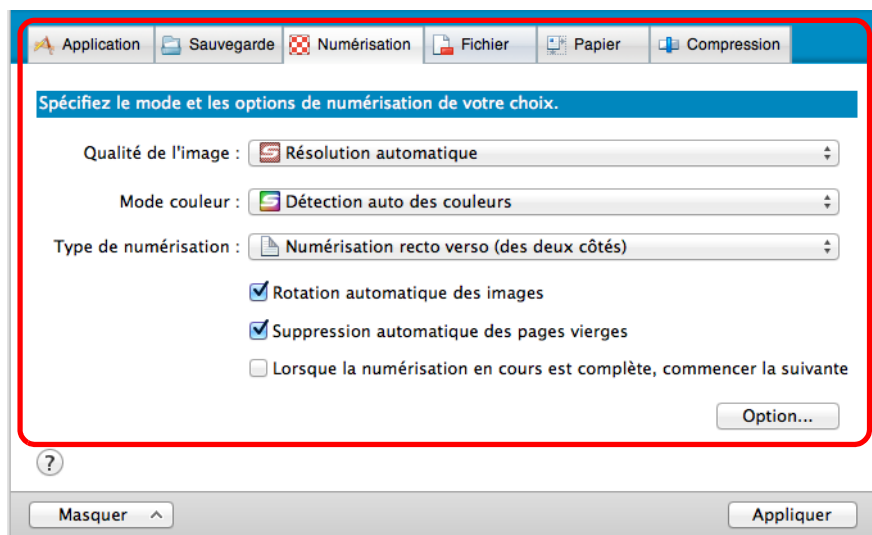 Application Sauvegarde Numérisation Fichier Papier Compression
Spécifiez le mode et les options de numérisation de votre choix.
Qualité de l'image : Résolution automatique
Mode couleur : Détection auto des couleurs
Type de numérisation : Numérisation recto verso (des deux côtés)
Rotation automatique des images
Suppression automatique des pages vierges
Lorsque la numérisation en cours est complète, commencer la suivante
Option...
?
Masquer Appliquer